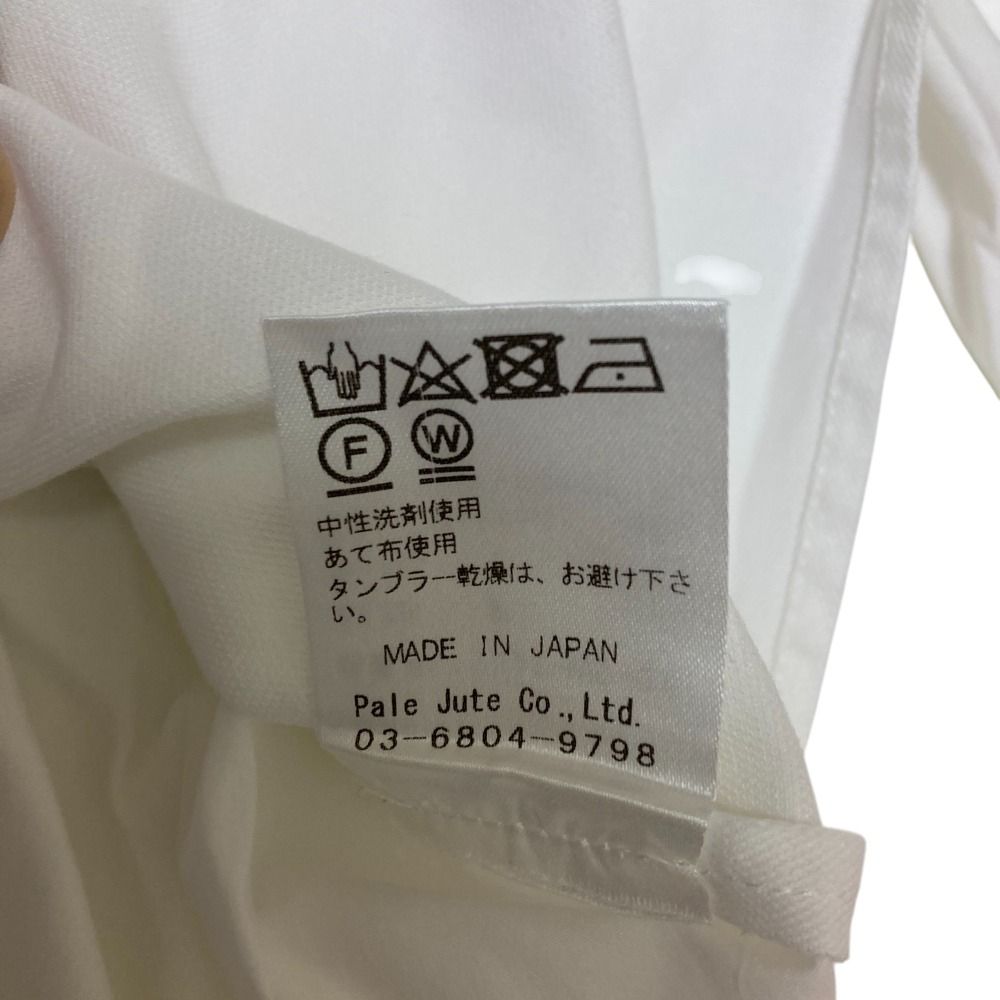 F W
中性洗剤使用
あて布使用
タンブラー乾燥は、お避け下さ
い。
MADE IN JAPAN
Pale Jute Co.,Ltd.
03-6804-9798